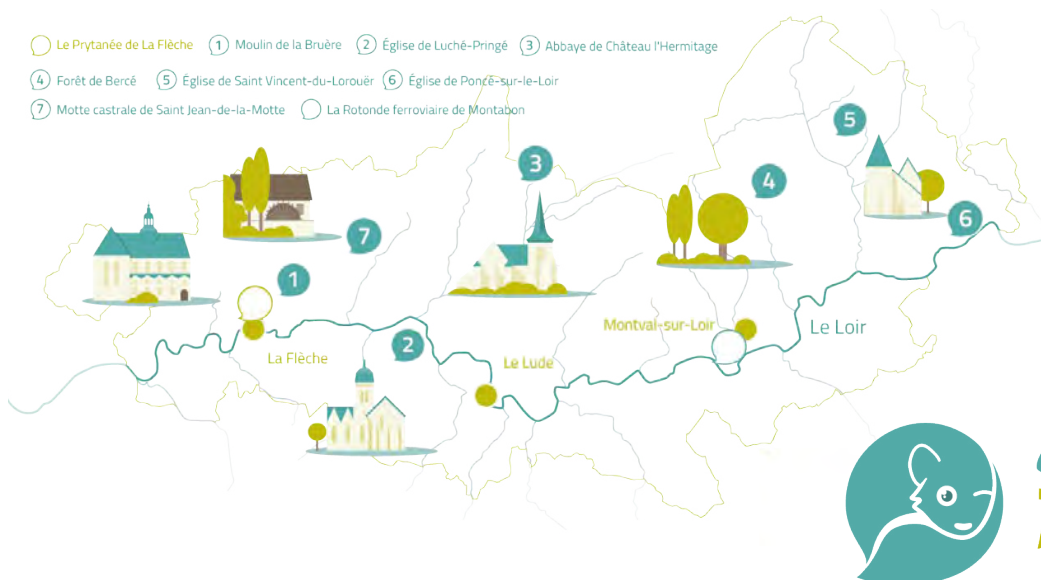 Le Prytanée de La Flèche 1 Moulin de la Bruère 2 Église de Luché-Pringé 3 Abbaye de Château l'Hermitage
4 Forêt de Bercé 5 Église de Saint Vincent-du-Lorouër 6 Église de Poncé-sur-le-Loir
7 Motte castrale de Saint Jean-de-la-Motte La Rotonde ferroviaire de Montabon
5
3
4
6
7
1
Montval-sur-Loir
Le Loir
2
La Flèche
Le Lude